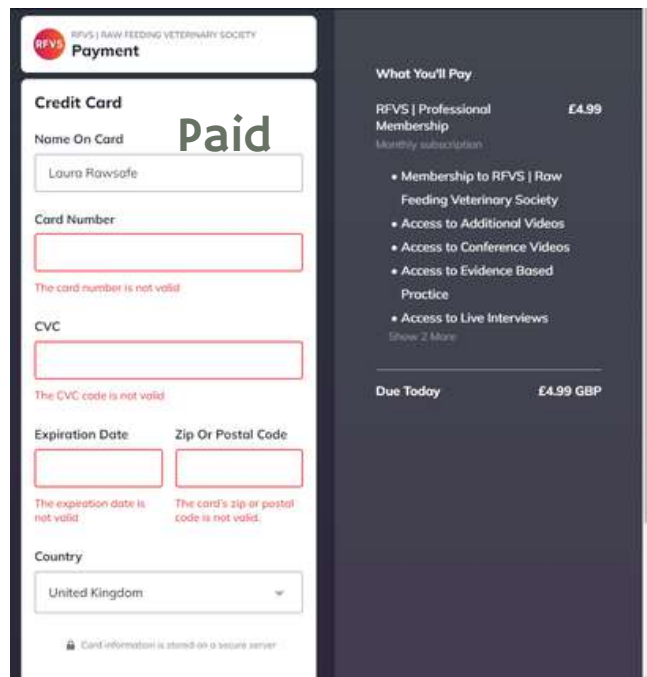 RFVS
RFVS | RAW FEEDING VETERINARY SOCIETY
Payment
Credit Card
Paid
Name On Card
Laura Rawsafe
Card Number
The card number is not valid
CVC
The CVC code is not valid
Expiration Date
Zip Or Postal Code
The expiration date is
not valid
The card's zip or postal
code is not valid.
Country
United Kingdom
Card information is stored on a secure server
What You'll Pay
RFVS | Professional
Membership
£4.99
Monthly subscription
• Membership to RFVS | Raw
Feeding Veterinary Society
• Access to Additional Videos
• Access to Conference Videos
• Access to Evidence Based
Practice
• Access to Live Interviews
Show 2 More
Due Today
£4.99 GBP